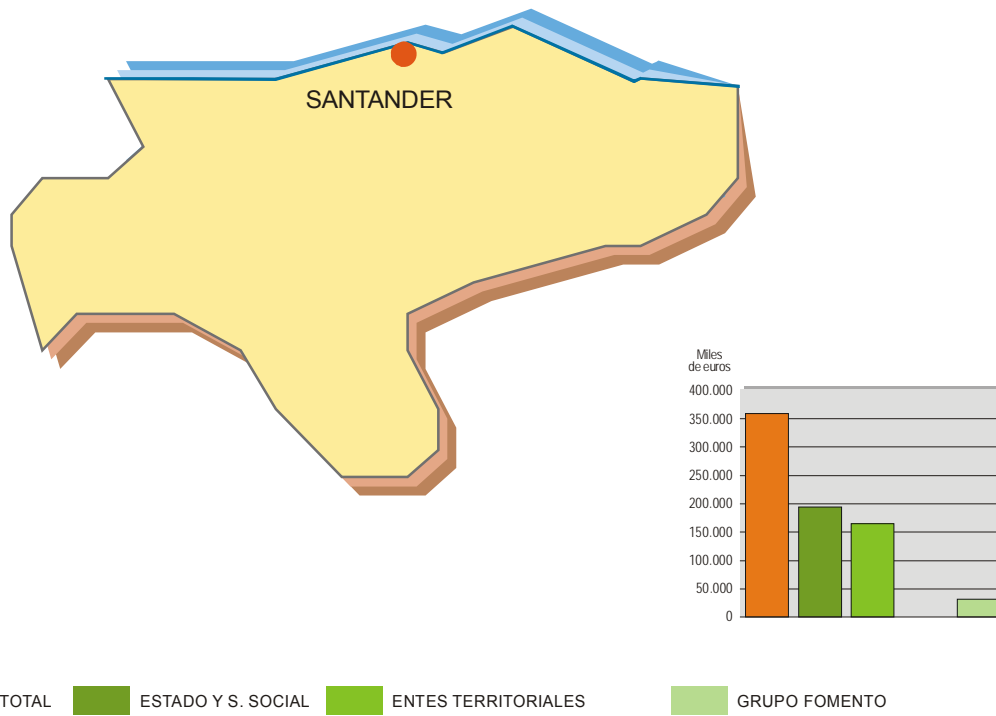 SANTANDER
Miles
de euros
400.000
350.000
300.000
250.000
200.000
150.000
100.000
50.000
0
TOTAL ESTADO Y S. SOCIAL ENTES TERRITORIALES GRUPO FOMENTO